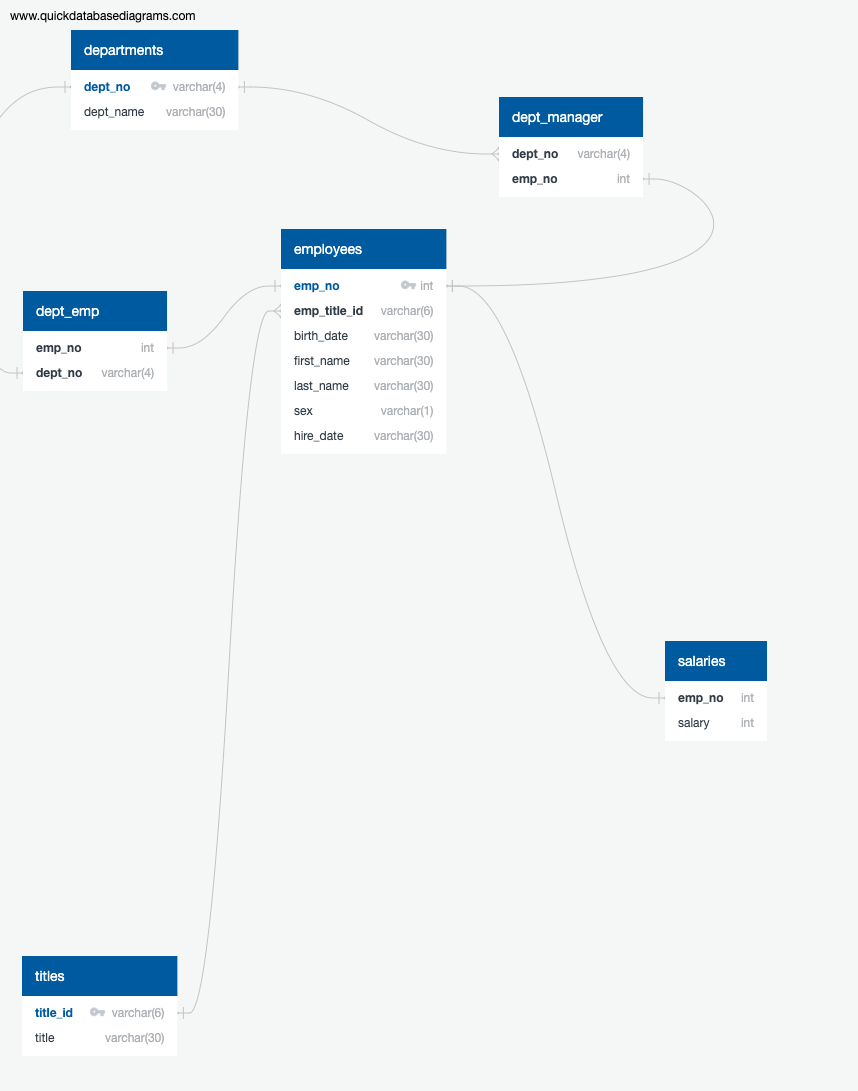 www.quickdatabasediagrams.com
departments
dept_no varchar(4)
dept_name varchar(30)
dept_manager
dept_no varchar(4)
emp_no int
employees
emp_no int
emp_title_id varchar(6)
birth_date varchar(30)
first_name varchar(30)
last_name varchar(30)
sex varchar(1)
hire_date varchar(30)
dept_emp
emp_no int
dept_no varchar(4)
salaries
emp_no int
salary int
titles
title_id varchar(6)
title varchar(30)